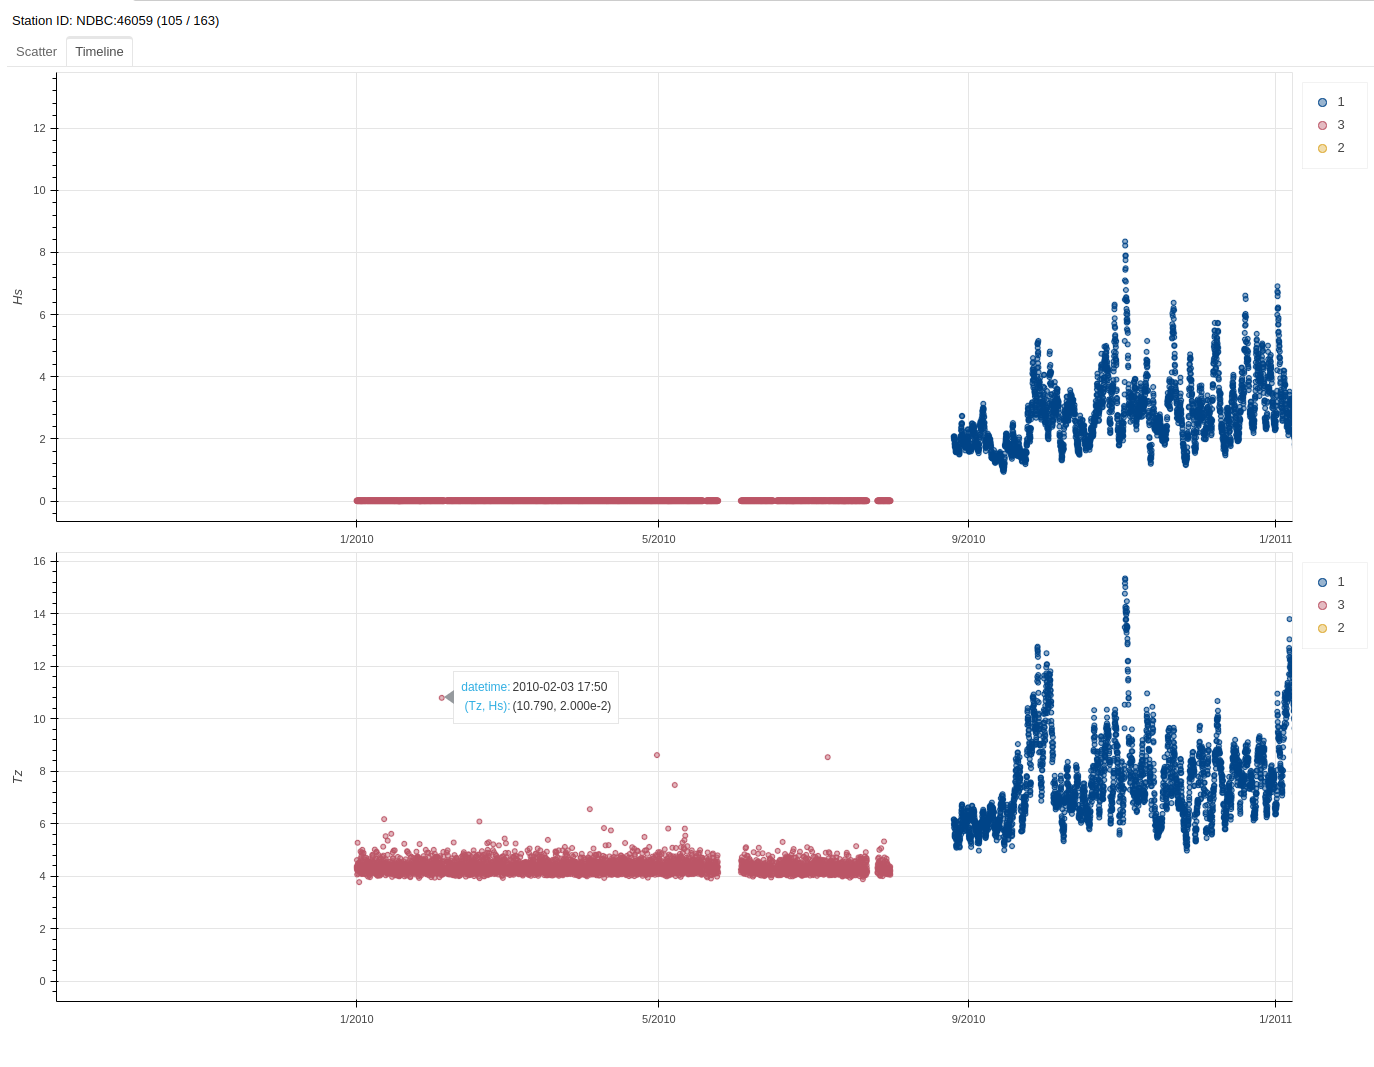 Station ID: NDBC:46059 (105 / 163)
Scatter Timeline
12
10
8
6
4
2
0
Hs
1/2010 5/2010 9/2010 1/2011
1
3
2
16
14
12
10
8
6
4
2
0
Tz
datetime: 2010-02-03 17:50
(Tz, Hs): (10.790, 2.000e-2)
1/2010 5/2010 9/2010 1/2011
1
3
2